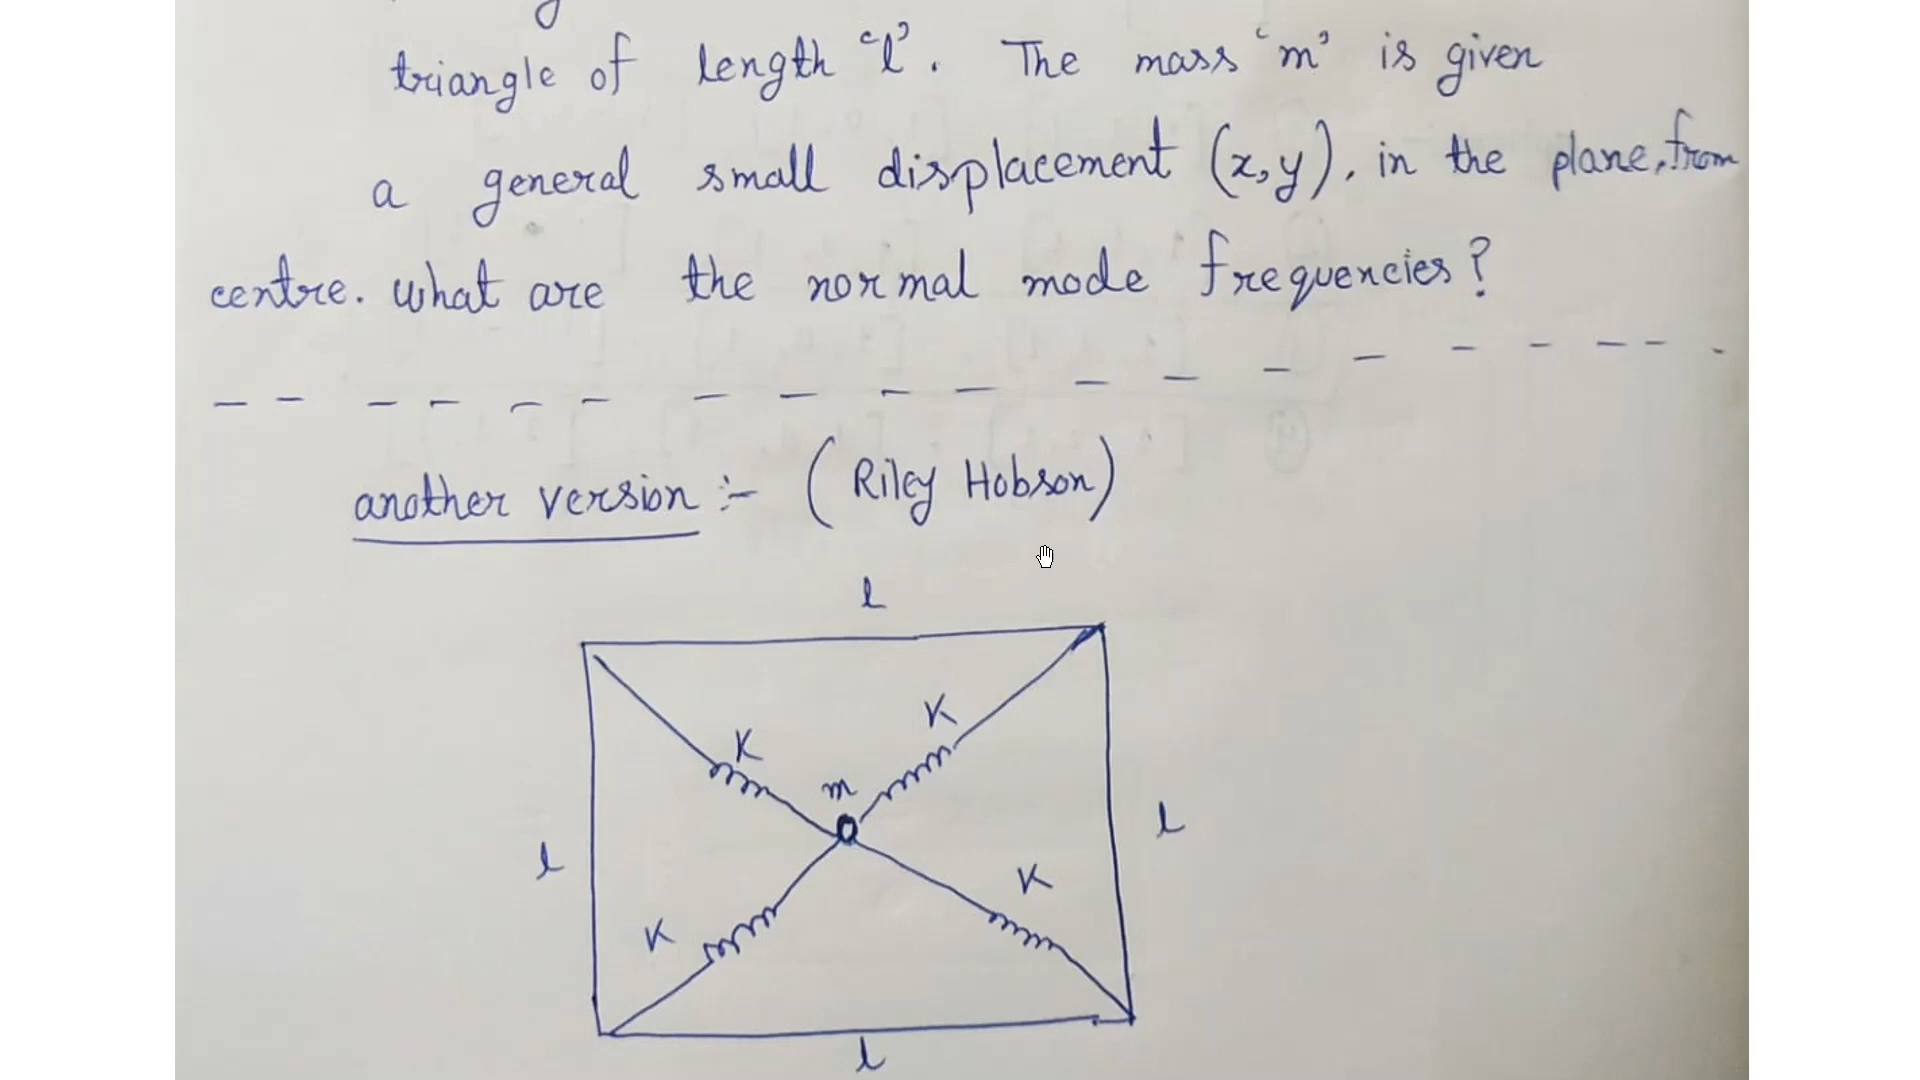 triangle of length 'l'. The mass 'm' is given
a general small displacement (x,y), in the plane, from
centre. What are the normal mode frequencies?
another version :- (Riley Hobson)
l
K
K
m
l
l
K
K
l